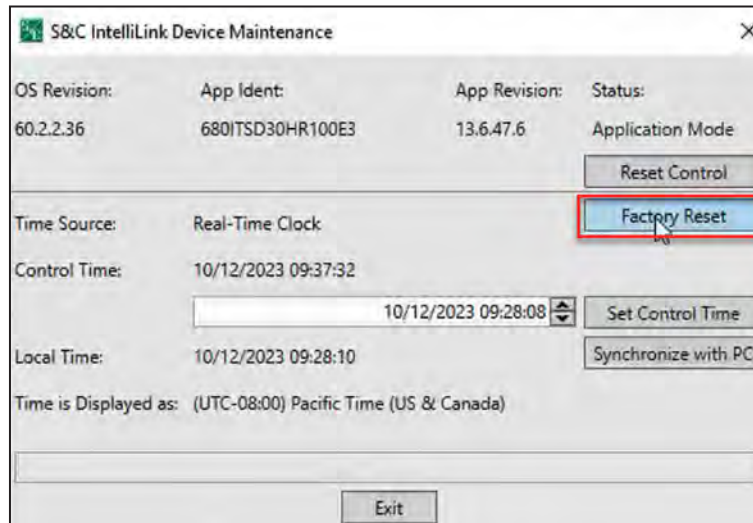 S&C IntelliLink Device Maintenance
OS Revision: App Ident: App Revision: Status:
60.2.2.36 680ITSD30HR100E3 13.6.47.6 Application Mode
Reset Control
Time Source: Real-Time Clock Factory Reset
Control Time: 10/12/2023 09:37:32
10/12/2023 09:28:08 Set Control Time
Local Time: 10/12/2023 09:28:10 Synchronize with PC
Time is Displayed as: (UTC-08:00) Pacific Time (US & Canada)
Exit